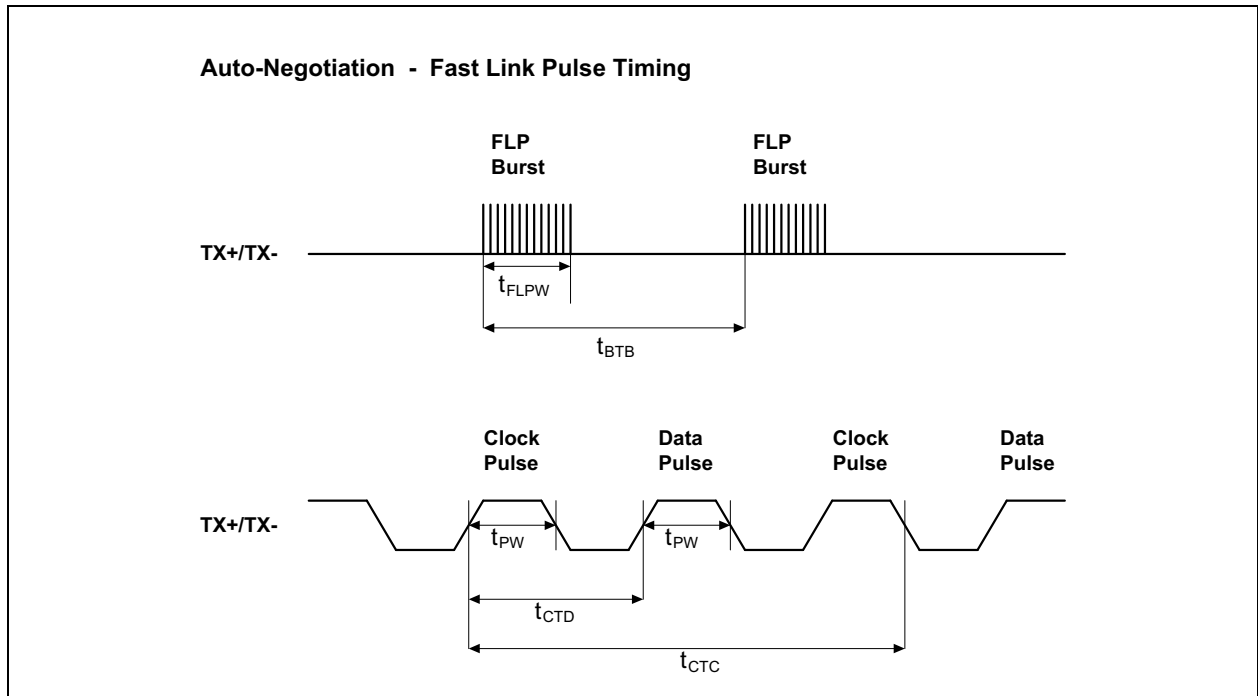 Auto-Negotiation - Fast Link Pulse Timing
FLP
Burst
FLP
Burst
TX+/TX-
tFLPW
tBTB
Clock
Pulse
Data
Pulse
Clock
Pulse
Data
Pulse
TX+/TX-
tPW
tPW
tCTD
tCTC